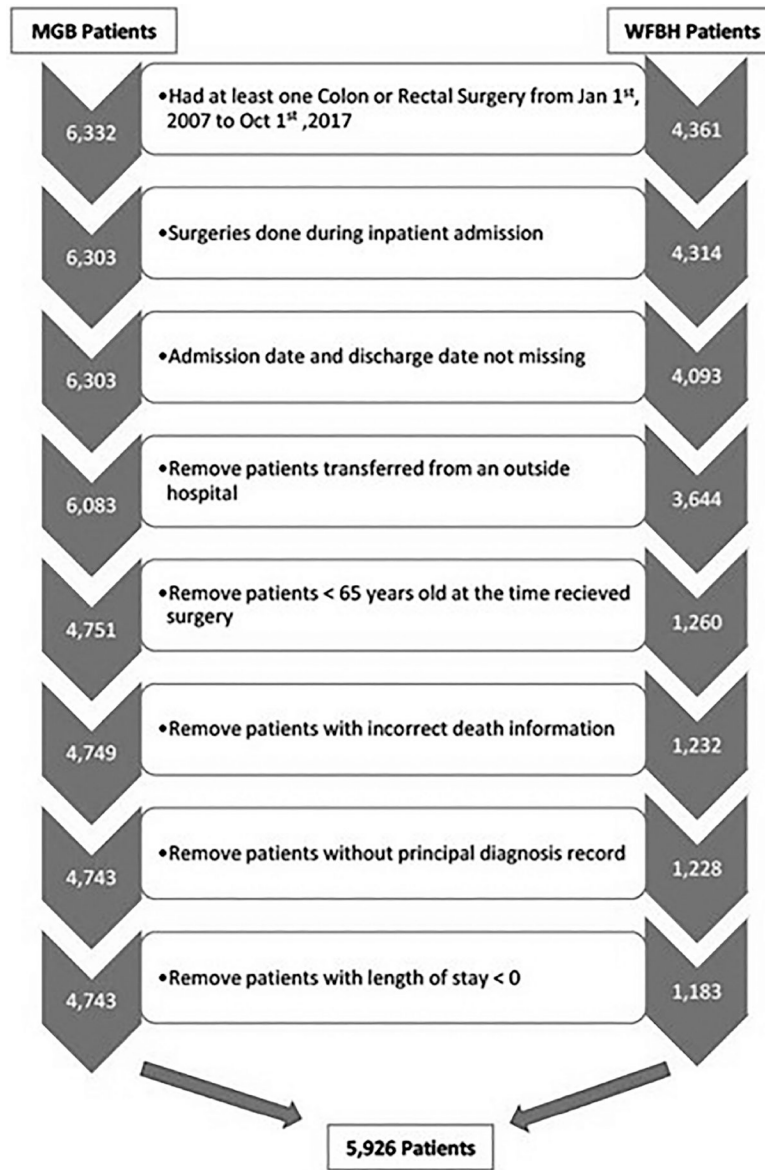 MGB Patients
WFBH Patients
6,332
•Had at least one Colon or Rectal Surgery from Jan 1st,
2007 to Oct 1st ,2017
4,361
6,303
•Surgeries done during inpatient admission
4,314
6,303
•Admission date and discharge date not missing
4,093
6,083
•Remove patients transferred from an outside
hospital
3,644
4,751
•Remove patients < 65 years old at the time recieved
surgery
1,260
4,749
•Remove patients with incorrect death information
1,232
4,743
•Remove patients without principal diagnosis record
1,228
4,743
•Remove patients with length of stay < 0
1,183
5,926 Patients